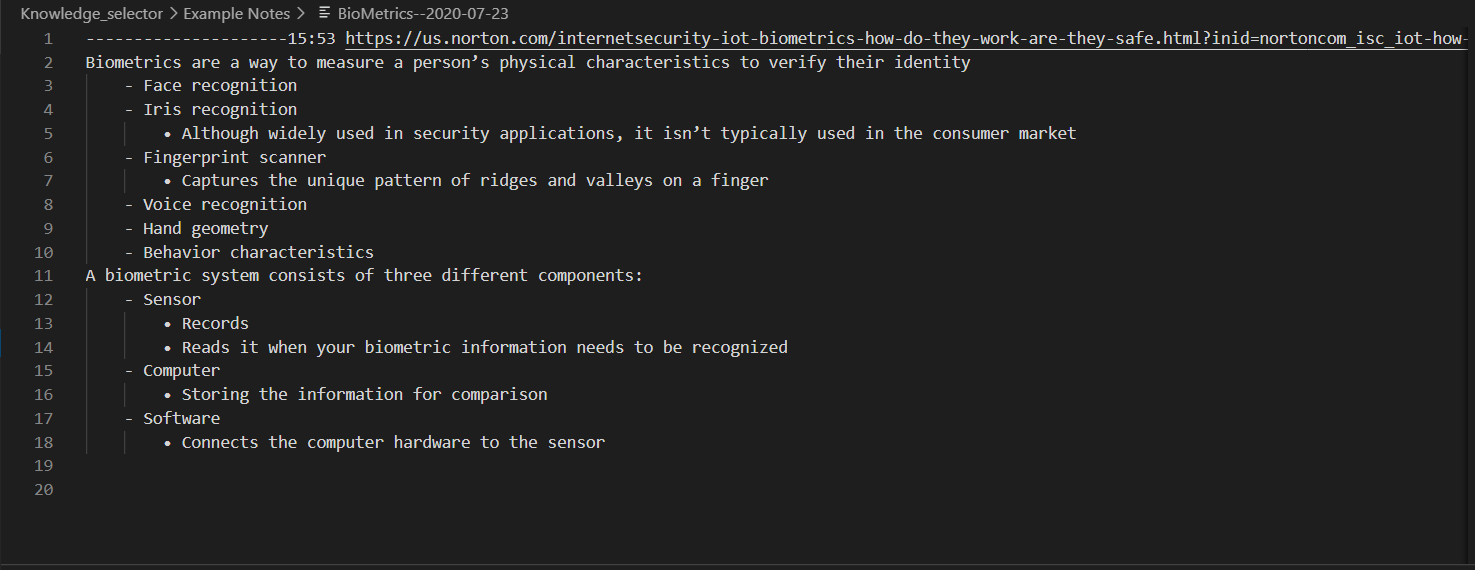 Knowledge_selector > Example Notes > BioMetrics--2020-07-23
1 ---------------------15:53 https://us.norton.com/internetsecurity-iot-biometrics-how-do-they-work-are-they-safe.html?inid=nortoncom_isc_iot-how-
2 Biometrics are a way to measure a person’s physical characteristics to verify their identity
3 - Face recognition
4 - Iris recognition
5 • Although widely used in security applications, it isn’t typically used in the consumer market
6 - Fingerprint scanner
7 • Captures the unique pattern of ridges and valleys on a finger
8 - Voice recognition
9 - Hand geometry
10 - Behavior characteristics
11 A biometric system consists of three different components:
12 - Sensor
13 • Records
14 • Reads it when your biometric information needs to be recognized
15 - Computer
16 • Storing the information for comparison
17 - Software
18 • Connects the computer hardware to the sensor
19
20